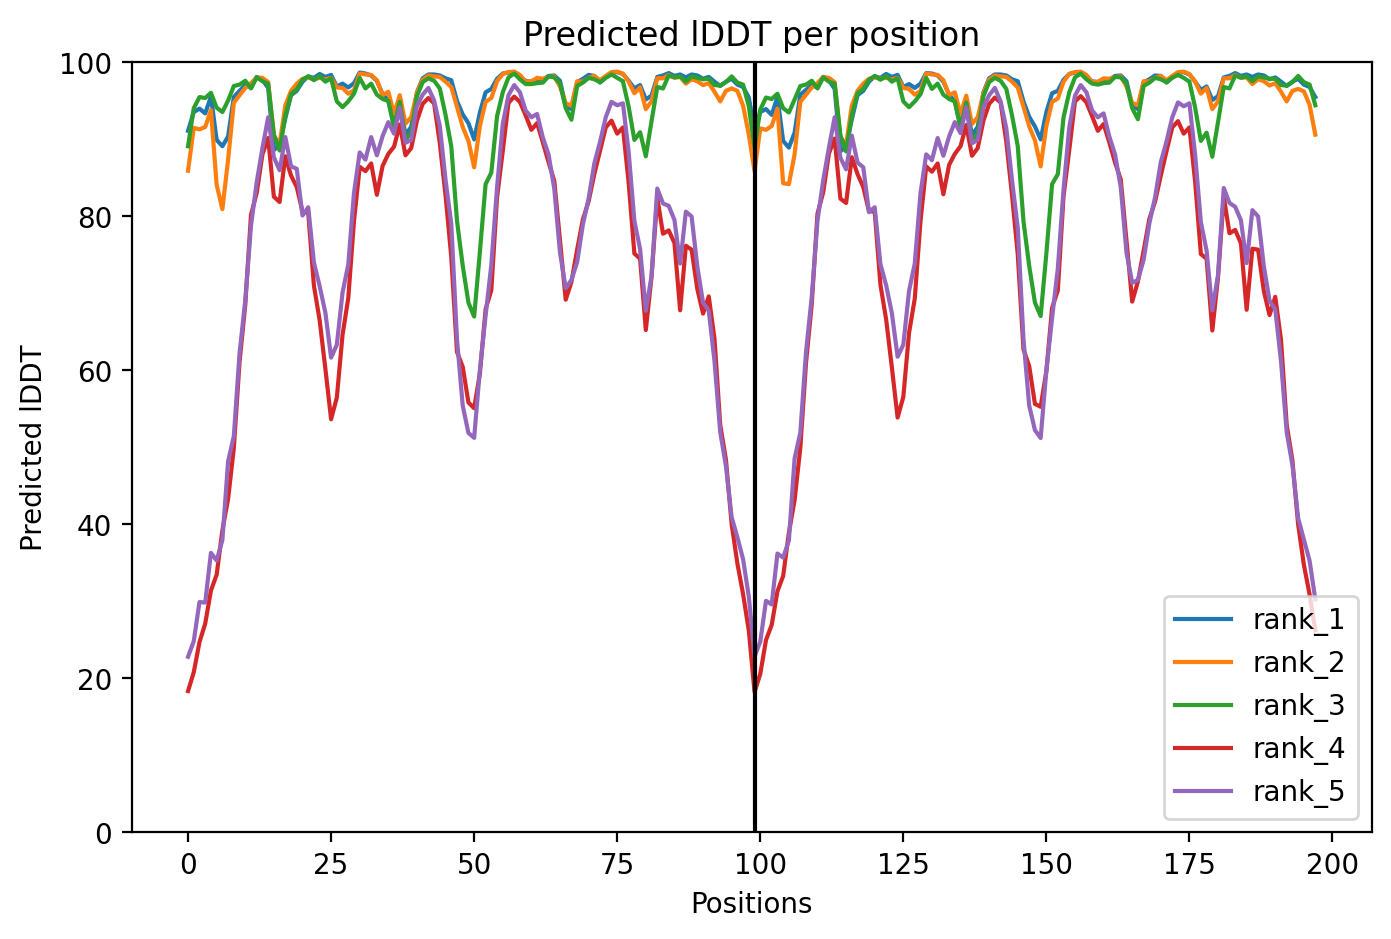 Predicted lDDT per position
100
80
60
40
20
0
Predicted lDDT
0 25 50 75 100 125 150 175 200
Positions
rank_1
rank_2
rank_3
rank_4
rank_5